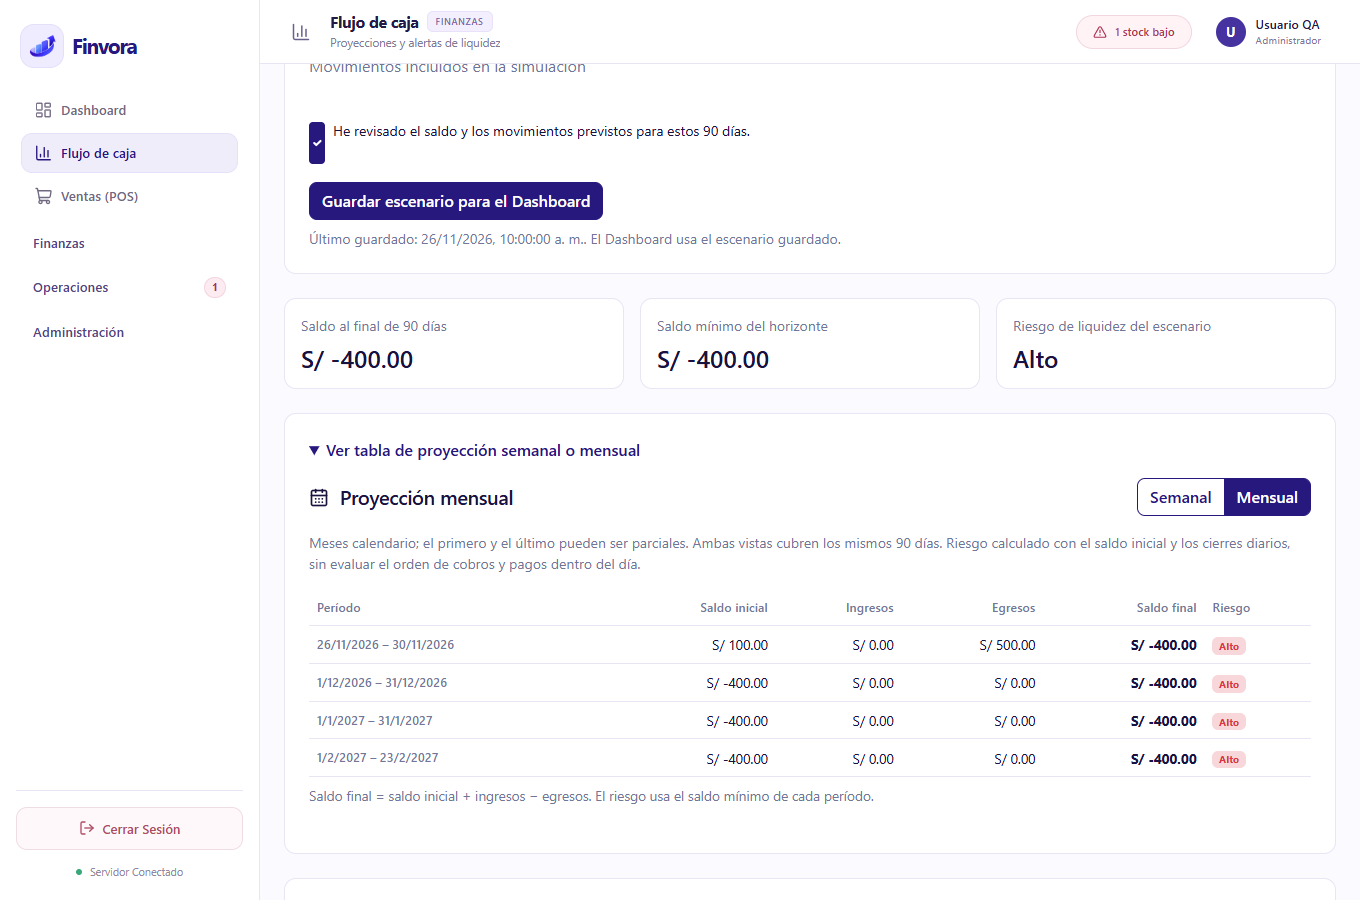 Finvora
Dashboard
Flujo de caja
Ventas (POS)
Finanzas
Operaciones 1
Administración
Cerrar Sesión
Servidor Conectado
Flujo de caja FINANZAS
Proyecciones y alertas de liquidez
1 stock bajo
U
Usuario QA
Administrador
Movimientos incluidos en la simulación
He revisado el saldo y los movimientos previstos para estos 90 días.
Guardar escenario para el Dashboard
Último guardado: 26/11/2026, 10:00:00 a. m.. El Dashboard usa el escenario guardado.
Saldo al final de 90 días
S/ -400.00
Saldo mínimo del horizonte
S/ -400.00
Riesgo de liquidez del escenario
Alto
▼ Ver tabla de proyección semanal o mensual
Proyección mensual
Semanal Mensual
Meses calendario; el primero y el último pueden ser parciales. Ambas vistas cubren los mismos 90 días. Riesgo calculado con el saldo inicial y los cierres diarios,
sin evaluar el orden de cobros y pagos dentro del día.
Período Saldo inicial Ingresos Egresos Saldo final Riesgo
26/11/2026 – 30/11/2026 S/ 100.00 S/ 0.00 S/ 500.00 S/ -400.00 Alto
1/12/2026 – 31/12/2026 S/ -400.00 S/ 0.00 S/ 0.00 S/ -400.00 Alto
1/1/2027 – 31/1/2027 S/ -400.00 S/ 0.00 S/ 0.00 S/ -400.00 Alto
1/2/2027 – 23/2/2027 S/ -400.00 S/ 0.00 S/ 0.00 S/ -400.00 Alto
Saldo final = saldo inicial + ingresos − egresos. El riesgo usa el saldo mínimo de cada período.